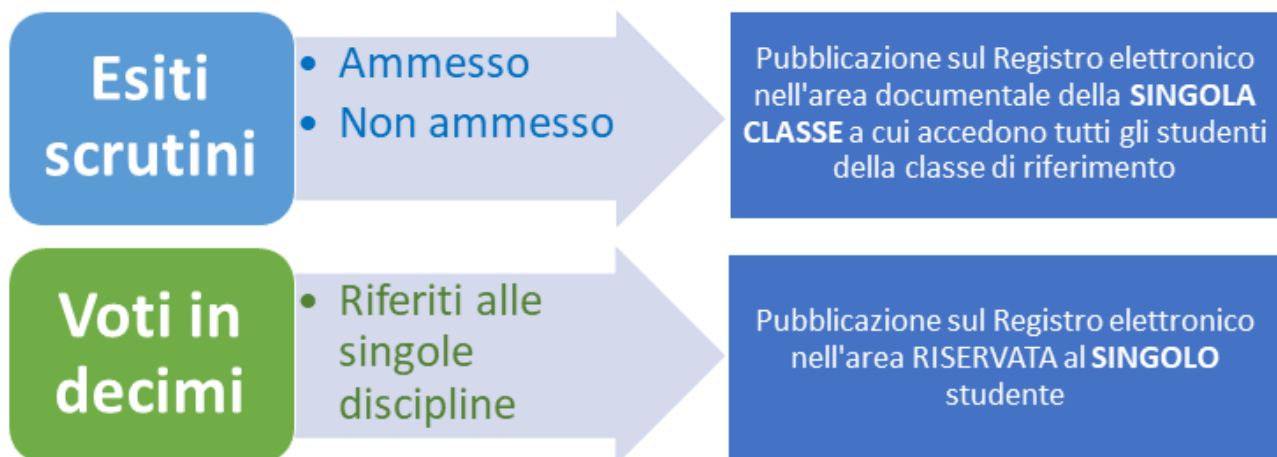 Esiti
scrutini
• Ammesso
• Non ammesso
Pubblicazione sul Registro elettronico
nell'area documentale della SINGOLA
CLASSE a cui accedono tutti gli studenti
della classe di riferimento
Voti in
decimi
• Riferiti alle
singole
discipline
Pubblicazione sul Registro elettronico
nell'area RISERVATA al SINGOLO
studente